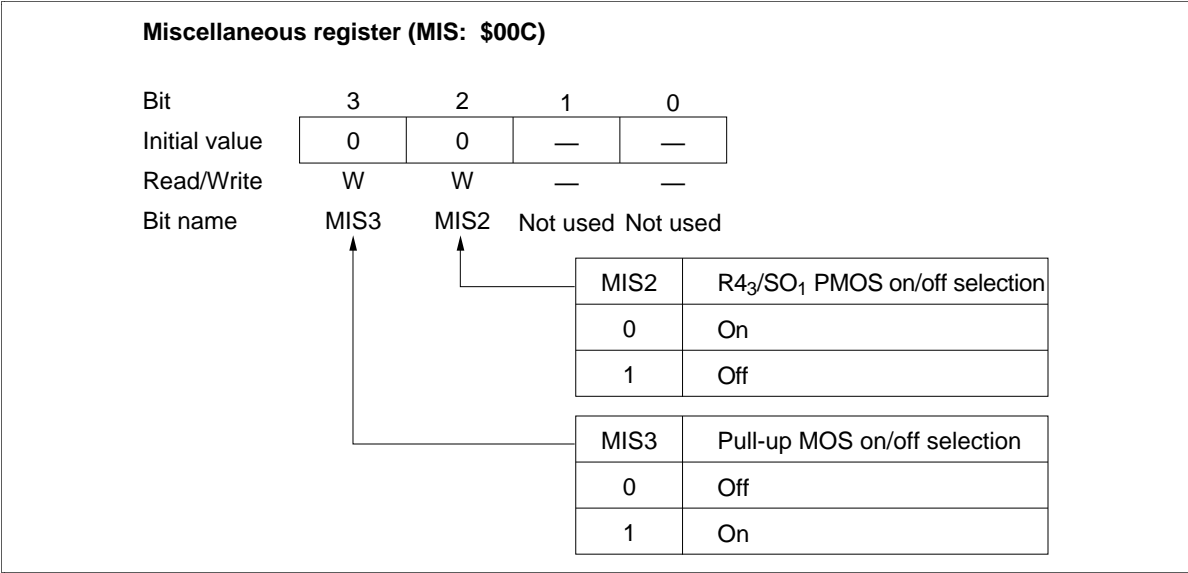 Miscellaneous register (MIS: $00C)
Bit 3 2 1 0
Initial value 0 0 — —
Read/Write W W — —
Bit name MIS3 MIS2 Not used Not used
MIS2 R4₃/SO₁ PMOS on/off selection
0 On
1 Off
MIS3 Pull-up MOS on/off selection
0 Off
1 On